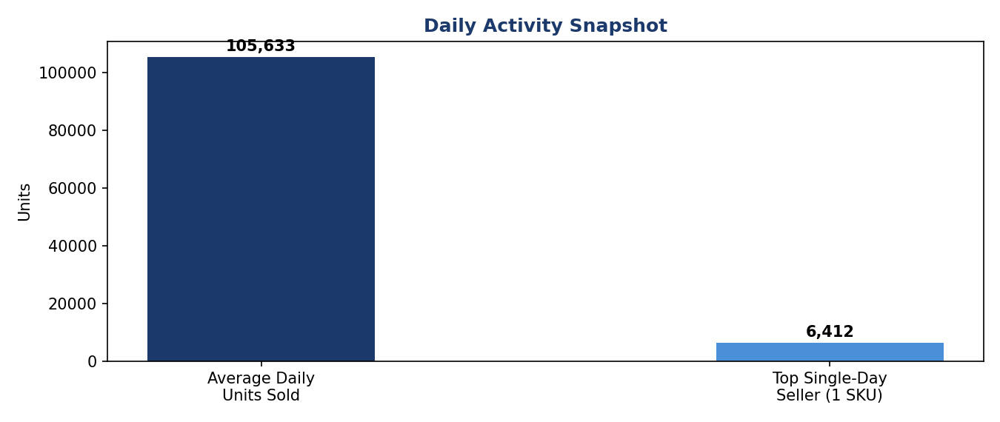 Daily Activity Snapshot
105,633
100000
80000
60000
40000
20000
0
Units
6,412
Average Daily
Units Sold
Top Single-Day
Seller (1 SKU)